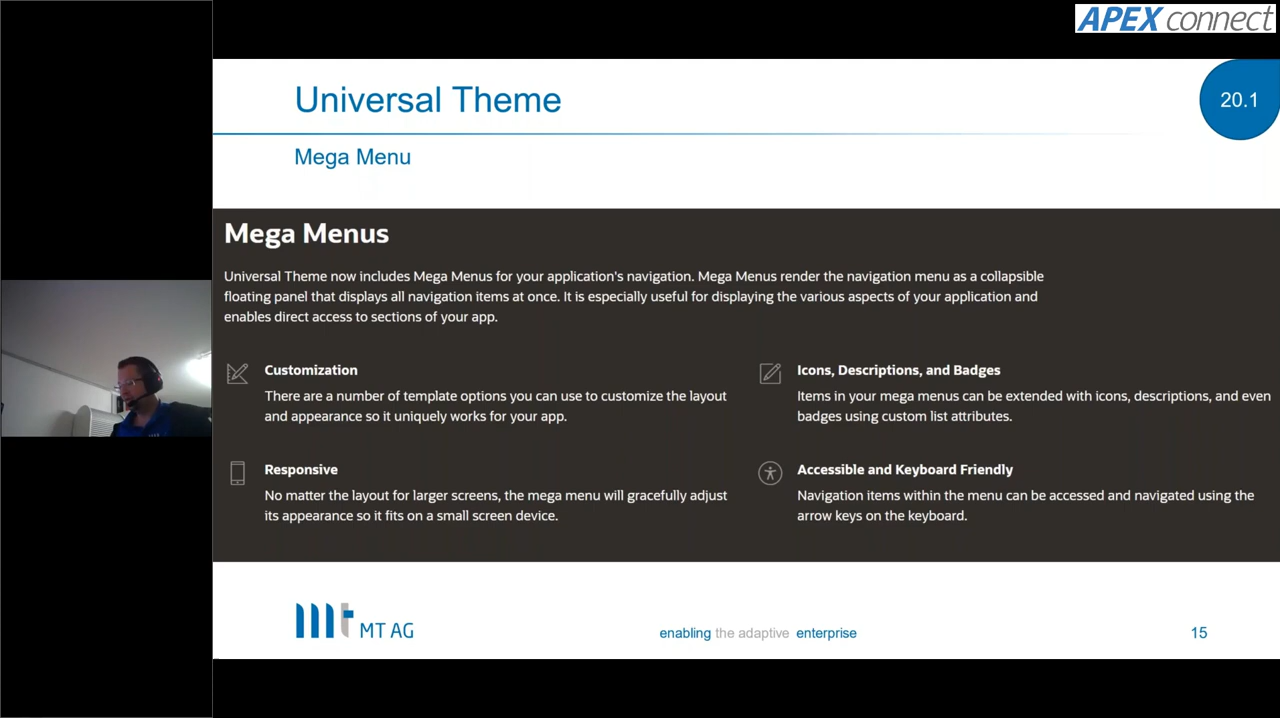 APEX connect
Universal Theme
20.1
Mega Menu
Mega Menus
Universal Theme now includes Mega Menus for your application's navigation. Mega Menus render the navigation menu as a collapsible
floating panel that displays all navigation items at once. It is especially useful for displaying the various aspects of your application and
enables direct access to sections of your app.
Customization
There are a number of template options you can use to customize the layout
and appearance so it uniquely works for your app.
Icons, Descriptions, and Badges
Items in your mega menus can be extended with icons, descriptions, and even
badges using custom list attributes.
Responsive
No matter the layout for larger screens, the mega menu will gracefully adjust
its appearance so it fits on a small screen device.
Accessible and Keyboard Friendly
Navigation items within the menu can be accessed and navigated using the
arrow keys on the keyboard.
mt MT AG
enabling the adaptive enterprise
15